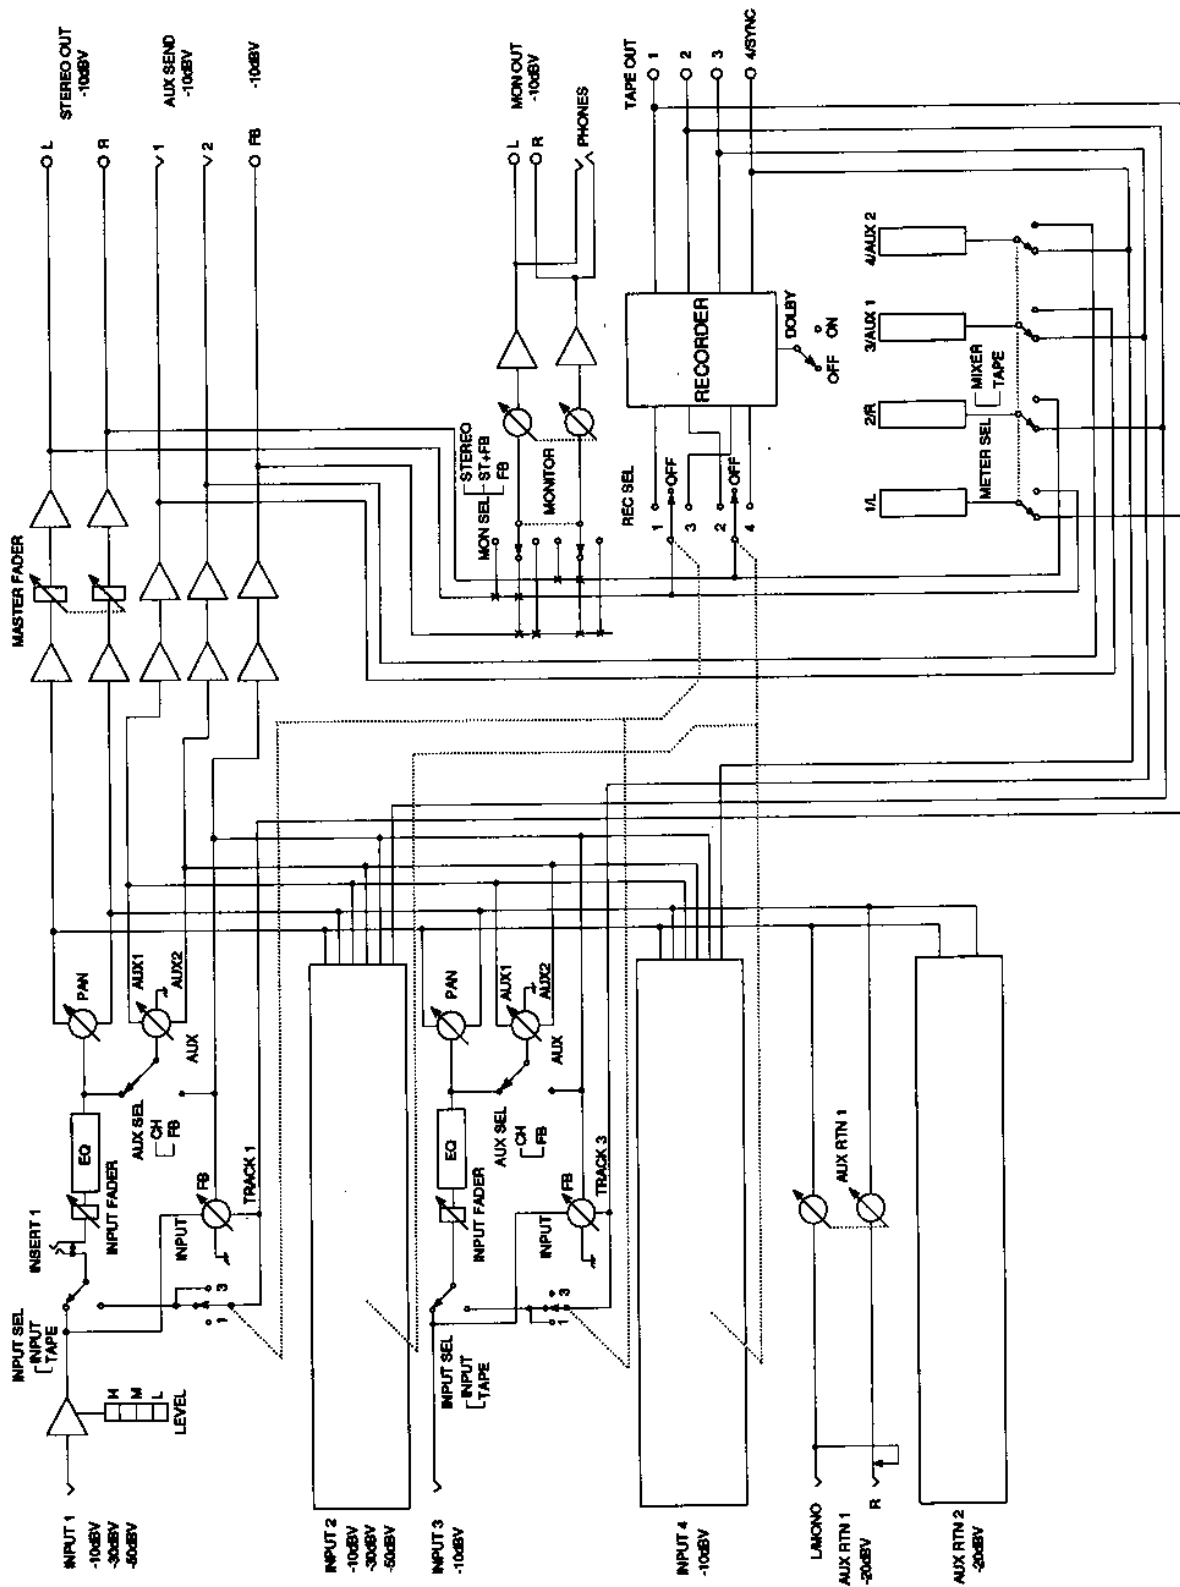 INPUT 1
-10dBV
-30dBV
-50dBV
LEVEL
H
M
L
INPUT SEL
INPUT
TAPE
INSERT 1
INPUT FADER
EQ
PAN
AUX SEL
CH
FB
AUX
AUX1
AUX2
INPUT
FB
TRACK 1
1
3
MASTER FADER
STEREO OUT
-10dBV
L
R
AUX SEND
-10dBV
1
2
-10dBV
FB
INPUT 2
-10dBV
-30dBV
-50dBV
INPUT 3
-10dBV
INPUT SEL
INPUT
TAPE
INPUT FADER
EQ
PAN
AUX SEL
CH
FB
AUX
AUX1
AUX2
INPUT
FB
TRACK 3
1
3
MON SEL
STEREO
ST+FB
FB
MONITOR
MON OUT
-10dBV
L
R
PHONES
INPUT 4
-10dBV
REC SEL
1
OFF
3
2
OFF
4
RECORDER
DOLBY
OFF
ON
TAPE OUT
1
2
3
4/SYNC
L/MONO
AUX RTN 1
-20dBV
R
AUX RTN 1
AUX RTN 2
-20dBV
1/L
2/R
3/AUX 1
4/AUX 2
METER SEL
MIXER
TAPE